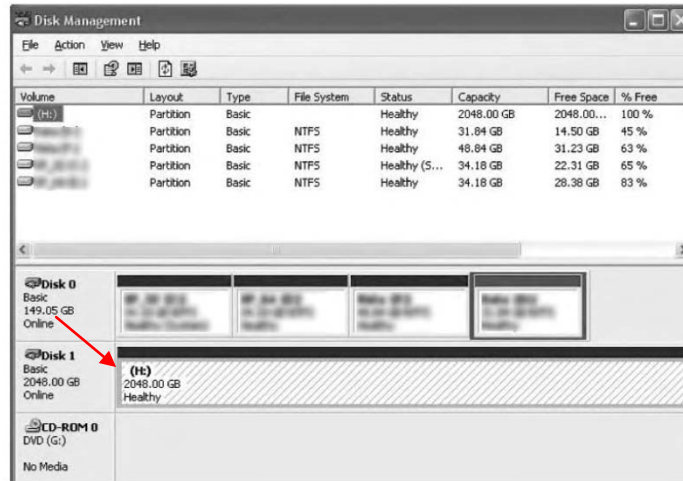 Disk Management
File Action View Help
Volume Layout Type File System Status Capacity Free Space % Free
(H:) Partition Basic Healthy 2048.00 GB 2048.00... 100 %
Partition Basic NTFS Healthy 31.84 GB 14.50 GB 45 %
Partition Basic NTFS Healthy 48.84 GB 31.23 GB 63 %
Partition Basic NTFS Healthy (S... 34.18 GB 22.31 GB 65 %
Partition Basic NTFS Healthy 34.18 GB 28.38 GB 83 %
Disk 0
Basic
149.05 GB
Online
Disk 1
Basic
2048.00 GB
Online
(H:)
2048.00 GB
Healthy
CD-ROM 0
DVD (G:)
No Media